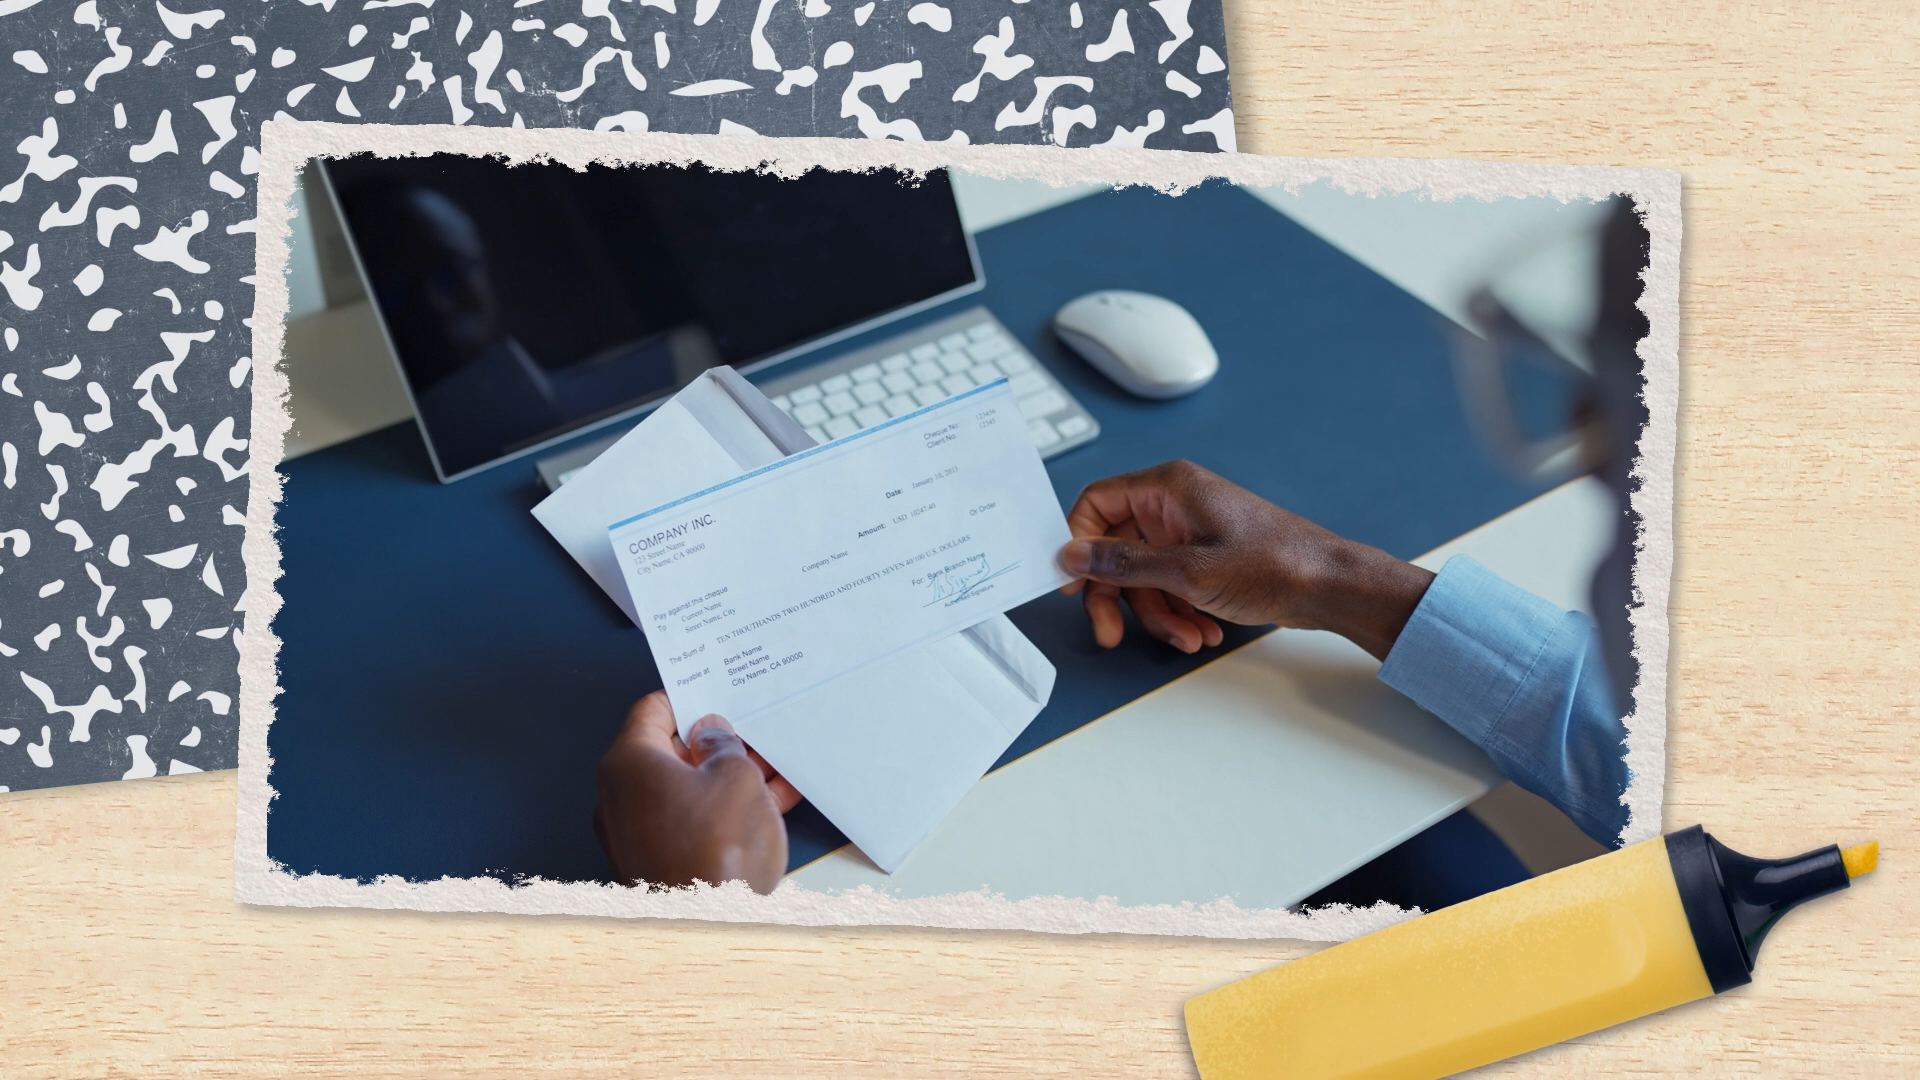 Cheque No: 123456
Client No. 12345
Date: January 10, 2013
Amount: USD 10247.40
COMPANY INC.
123 Street Name
City Name, CA 90000
Company Name
Or Order
Pay against this cheque
To Current Name
Street Name, City
The Sum of TEN THOUTHANDS TWO HUNDRED AND FOURTY SEVEN 40/100 U.S. DOLLARS
For: Bank Branch Name
Authorised Signature
Payable at Bank Name
Street Name
City Name, CA 90000